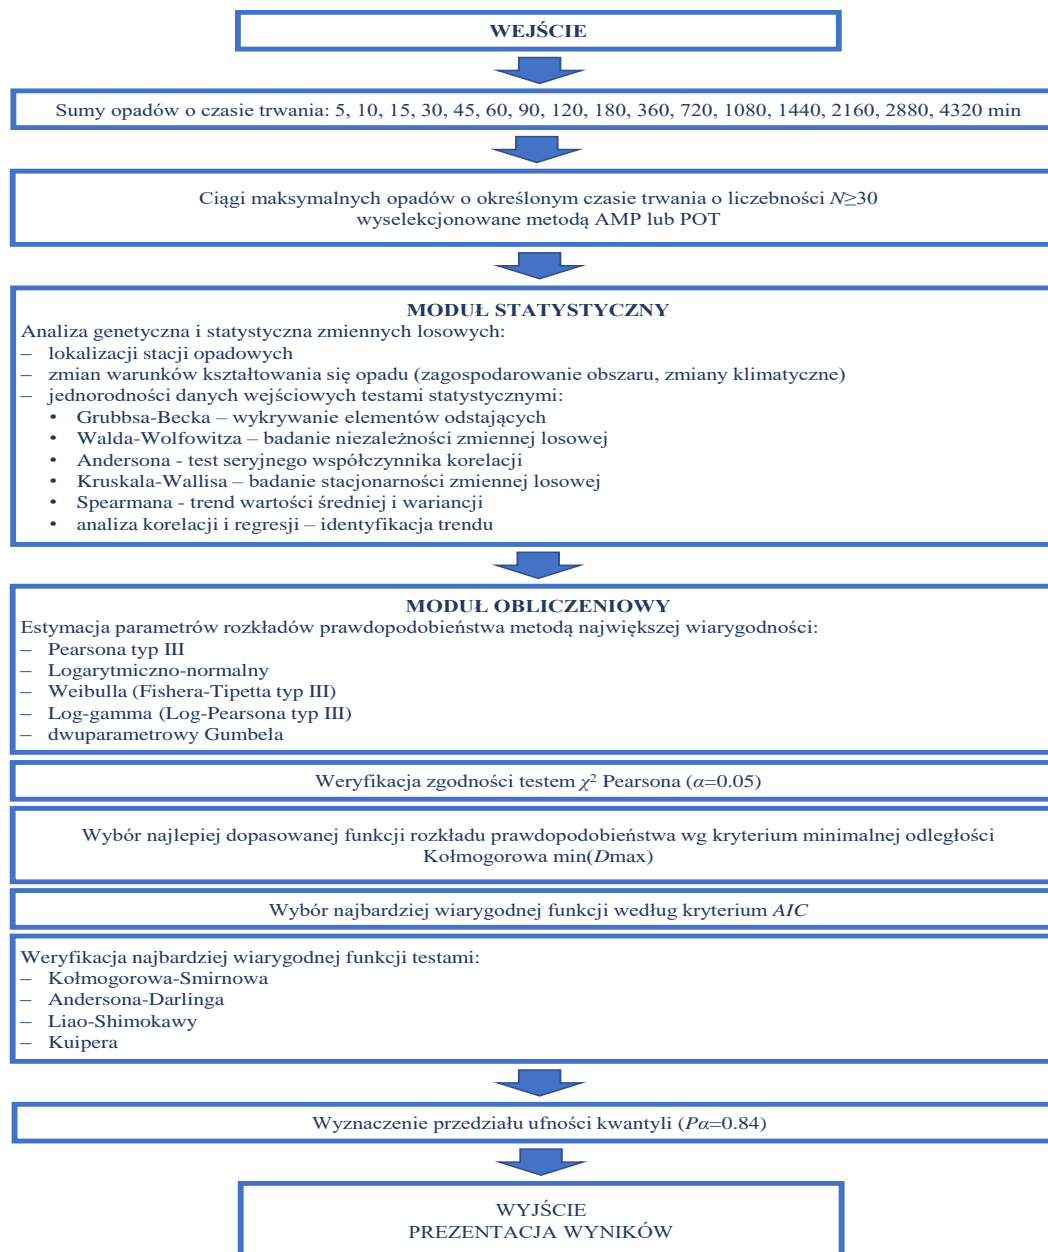 WEJŚCIE
Sumy opadów o czasie trwania: 5, 10, 15, 30, 45, 60, 90, 120, 180, 360, 720, 1080, 1440, 2160, 2880, 4320 min
Ciągi maksymalnych opadów o określonym czasie trwania o liczebności N≥30
wyselekcjonowane metodą AMP lub POT
MODUŁ STATYSTYCZNY
Analiza genetyczna i statystyczna zmiennych losowych:
– lokalizacji stacji opadowych
– zmian warunków kształtowania się opadu (zagospodarowanie obszaru, zmiany klimatyczne)
– jednorodności danych wejściowych testami statystycznymi:
• Grubbsa-Becka – wykrywanie elementów odstających
• Walda-Wolfowitza – badanie niezależności zmiennej losowej
• Andersona - test seryjnego współczynnika korelacji
• Kruskala-Wallisa – badanie stacjonarności zmiennej losowej
• Spearmana - trend wartości średniej i wariancji
• analiza korelacji i regresji – identyfikacja trendu
MODUŁ OBLICZENIOWY
Estymacja parametrów rozkładów prawdopodobieństwa metodą największej wiarygodności:
– Pearsona typ III
– Logarytmiczno-normalny
– Weibulla (Fishera-Tipetta typ III)
– Log-gamma (Log-Pearsona typ III)
– dwuparametrowy Gumbela
Weryfikacja zgodności testem χ² Pearsona (α=0.05)
Wybór najlepiej dopasowanej funkcji rozkładu prawdopodobieństwa wg kryterium minimalnej odległości
Kołmogorowa min(Dmax)
Wybór najbardziej wiarygodnej funkcji według kryterium AIC
Weryfikacja najbardziej wiarygodnej funkcji testami:
– Kołmogorowa-Smirnowa
– Andersona-Darlinga
– Liao-Shimokawy
– Kuipera
Wyznaczenie przedziału ufności kwantyli (Pα=0.84)
WYJŚCIE
PREZENTACJA WYNIKÓW